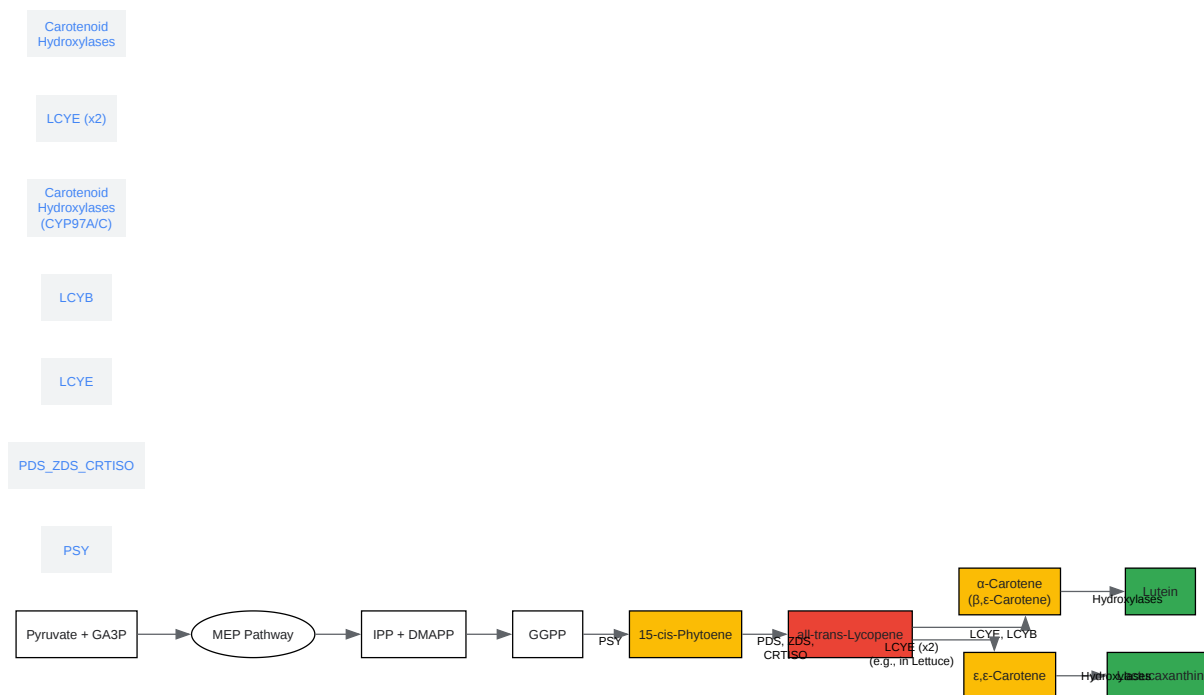 Carotenoid
Hydroxylases
LCYE (x2)
Carotenoid
Hydroxylases
(CYP97A/C)
LCYB
LCYE
PDS_ZDS_CRTISO
PSY
Pyruvate + GA3P
MEP Pathway
IPP + DMAPP
GGPP
PSY
15-cis-Phytoene
PDS, ZDS,
CRTISO
all-trans-Lycopene
LCYE, LCYB
LCYE (x2)
(e.g., in Lettuce)
α-Carotene
(β,ε-Carotene)
Hydroxylases
Lutein
ε,ε-Carotene
Hydroxylases
Lactucaxanthin